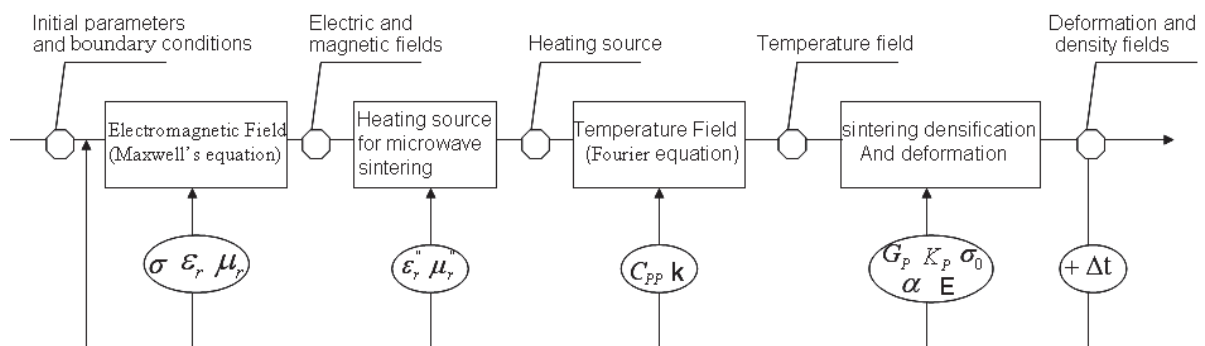 Initial parameters
and boundary conditions
Electric and
magnetic fields
Heating source
Temperature field
Deformation and
density fields
Electromagnetic Field
(Maxwell's equation)
Heating source
for microwave
sintering
Temperature Field
(Fourier equation)
sintering densification
And deformation
σ ε_r μ_r
ε_r'' μ_r''
C_PP k
G_P K_P σ_0
α E
+ Δt